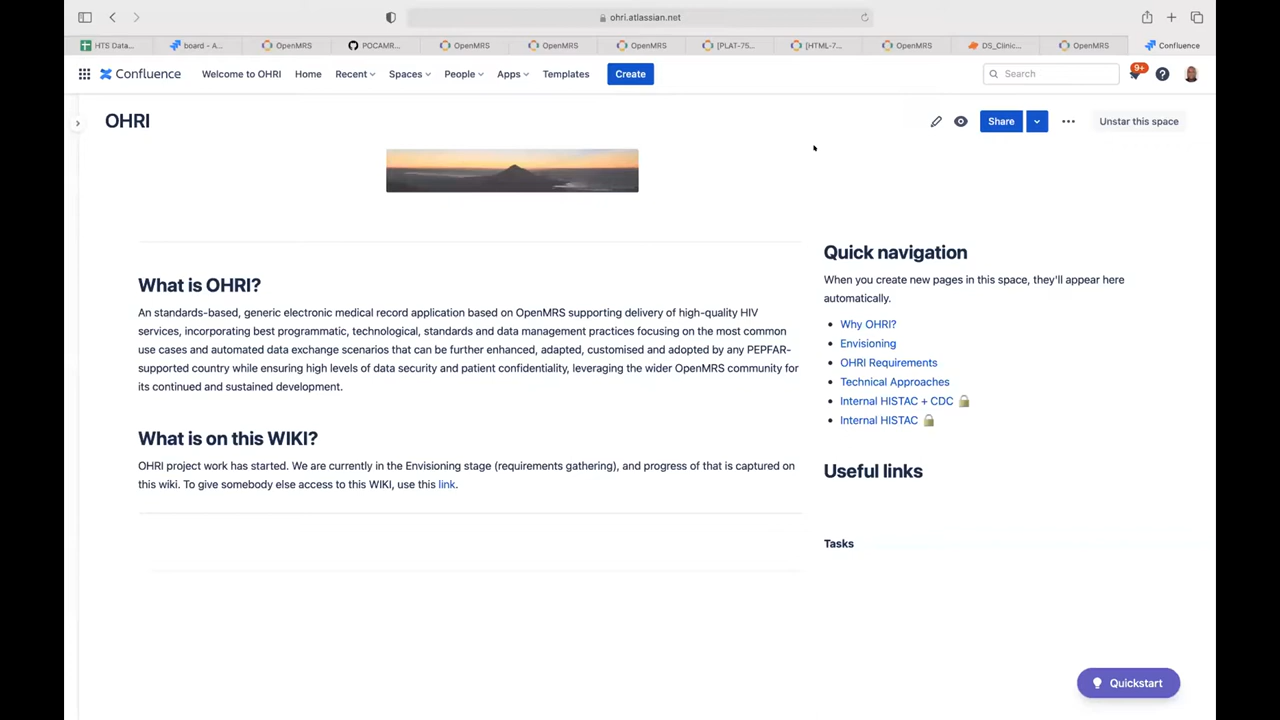 ohri.atlassian.net
HTS Data...
board - A...
OpenMRS
POCAMR...
OpenMRS
OpenMRS
OpenMRS
[PLAT-75...
[HTML-7...
OpenMRS
DS_Clinic...
OpenMRS
Confluence
Confluence
Welcome to OHRI
Home
Recent
Spaces
People
Apps
Templates
Create
Search
9+
OHRI
Share
Unstar this space
What is OHRI?
An standards-based, generic electronic medical record application based on OpenMRS supporting delivery of high-quality HIV
services, incorporating best programmatic, technological, standards and data management practices focusing on the most common
use cases and automated data exchange scenarios that can be further enhanced, adapted, customised and adopted by any PEPFAR-
supported country while ensuring high levels of data security and patient confidentiality, leveraging the wider OpenMRS community for
its continued and sustained development.
What is on this WIKI?
OHRI project work has started. We are currently in the Envisioning stage (requirements gathering), and progress of that is captured on
this wiki. To give somebody else access to this WIKI, use this link.
Quick navigation
When you create new pages in this space, they'll appear here
automatically.
Why OHRI?
Envisioning
OHRI Requirements
Technical Approaches
Internal HISTAC + CDC
Internal HISTAC
Useful links
Tasks
Quickstart